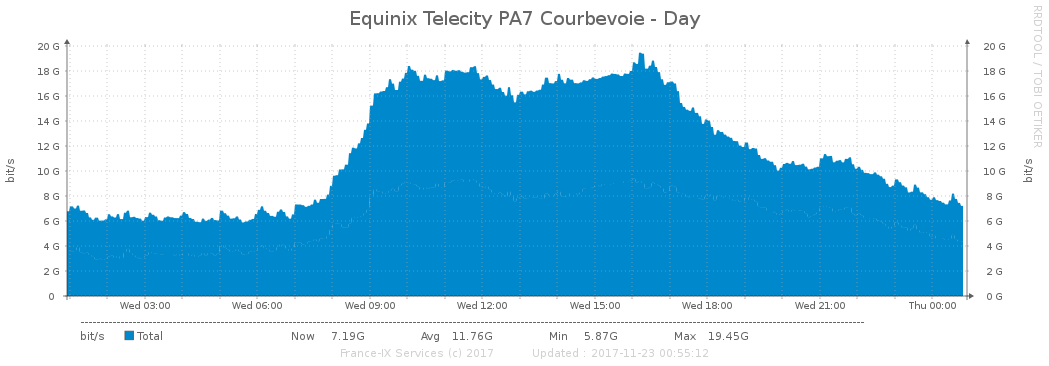 Equinix Telecity PA7 Courbevoie - Day
RRDTOOL / TOBI OETIKER
20 G 20 G
18 G 18 G
16 G 16 G
14 G 14 G
12 G 12 G
10 G 10 G
8 G 8 G
6 G 6 G
4 G 4 G
2 G 2 G
0 0 G
bit/s bit/s
Wed 03:00 Wed 06:00 Wed 09:00 Wed 12:00 Wed 15:00 Wed 18:00 Wed 21:00 Thu 00:00
bit/s Total Now 7.19G Avg 11.76G Min 5.87G Max 19.45G
France-IX Services (c) 2017 Updated : 2017-11-23 00:55:12